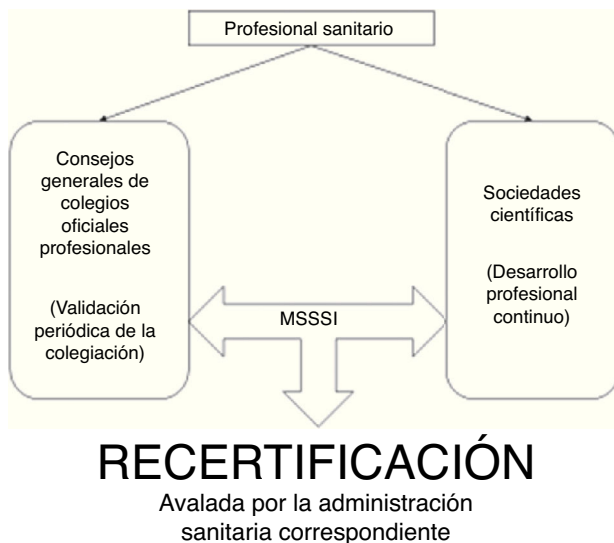 Profesional sanitario
Consejos
generales de
colegios
oficiales
profesionales
(Validación
periódica de la
colegiación)
Sociedades
científicas
(Desarrollo
profesional
continuo)
MSSSI
RECERTIFICACIÓN
Avalada por la administración
sanitaria correspondiente